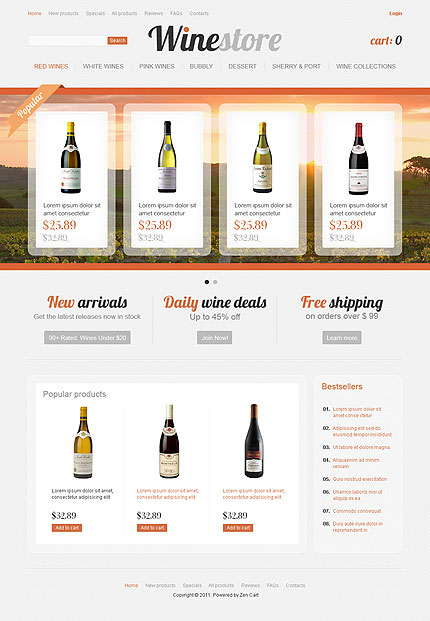 Home New products Specials All products Reviews FAQs Contacts Login
Search
Winestore
cart: 0
RED WINES WHITE WINES PINK WINES BUBBLY DESSERT SHERRY & PORT WINE COLLECTIONS
Popular
Lorem ipsum dolor sit
amet consectetur
$25.89
$32.89
Lorem ipsum dolor sit
amet consectetur
$25.89
$32.89
Lorem ipsum dolor sit
amet consectetur
$25.89
$32.89
Lorem ipsum dolor sit
amet consectetur
$25.89
$32.89
New arrivals
Get the latest releases now in stock
90+ Rated Wines Under $20
Daily wine deals
Up to 45% off
Join Now!
Free shipping
on orders over $ 99
Learn more
Popular products
Lorem ipsum dolor sit amet,
consectetur adipisicing elit
$32.89
Add to cart
Lorem ipsum dolor sit amet,
consectetur adipisicing elit
$32.89
Add to cart
Lorem ipsum dolor sit amet,
consectetur adipisicing elit
$32.89
Add to cart
Bestsellers
01. Lorem ipsum dolor sit
amet conse ctetur
02. Adipisicing elit sed do
eiusmod tempor incididunt
03. Ut labore et dolore magna
04. Aliquaenim ad minim
veniam
05. Quis nostrud exercitation
06. Ullamco laboris nisi ut
aliquip ex ea
07. Commodo consequat
08. Duis aute irure dolor in
reprehenderit in
Home New products Specials All products Reviews FAQs Contacts
Copyright © 2011. Powered by Zen Cart